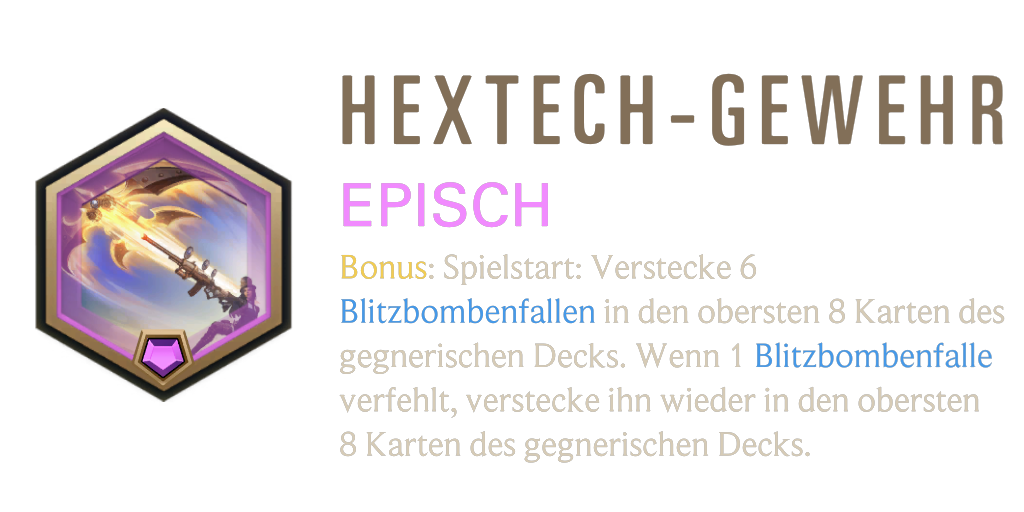 HEXTECH-GEWEHR
EPISCH
Bonus: Spielstart: Verstecke 6
Blitzbombenfallen in den obersten 8 Karten des
gegnerischen Decks. Wenn 1 Blitzbombenfalle
verfehlt, verstecke ihn wieder in den obersten
8 Karten des gegnerischen Decks.